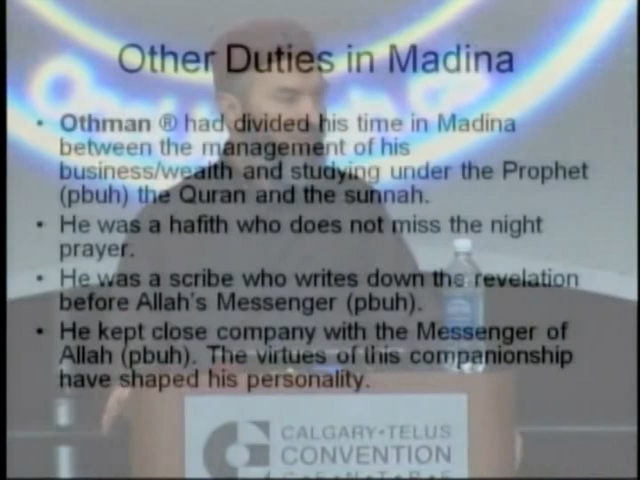 Other Duties in Madina
• Othman ® had divided his time in Madina
between the management of his
business/wealth and studying under the Prophet
(pbuh) the Quran and the sunnah.
• He was a hafith who does not miss the night
prayer.
• He was a scribe who writes down the revelation
before Allah's Messenger (pbuh).
• He kept close company with the Messenger of
Allah (pbuh). The virtues of this companionship
have shaped his personality.
CALGARY•TELUS
CONVENTION
CENTRE